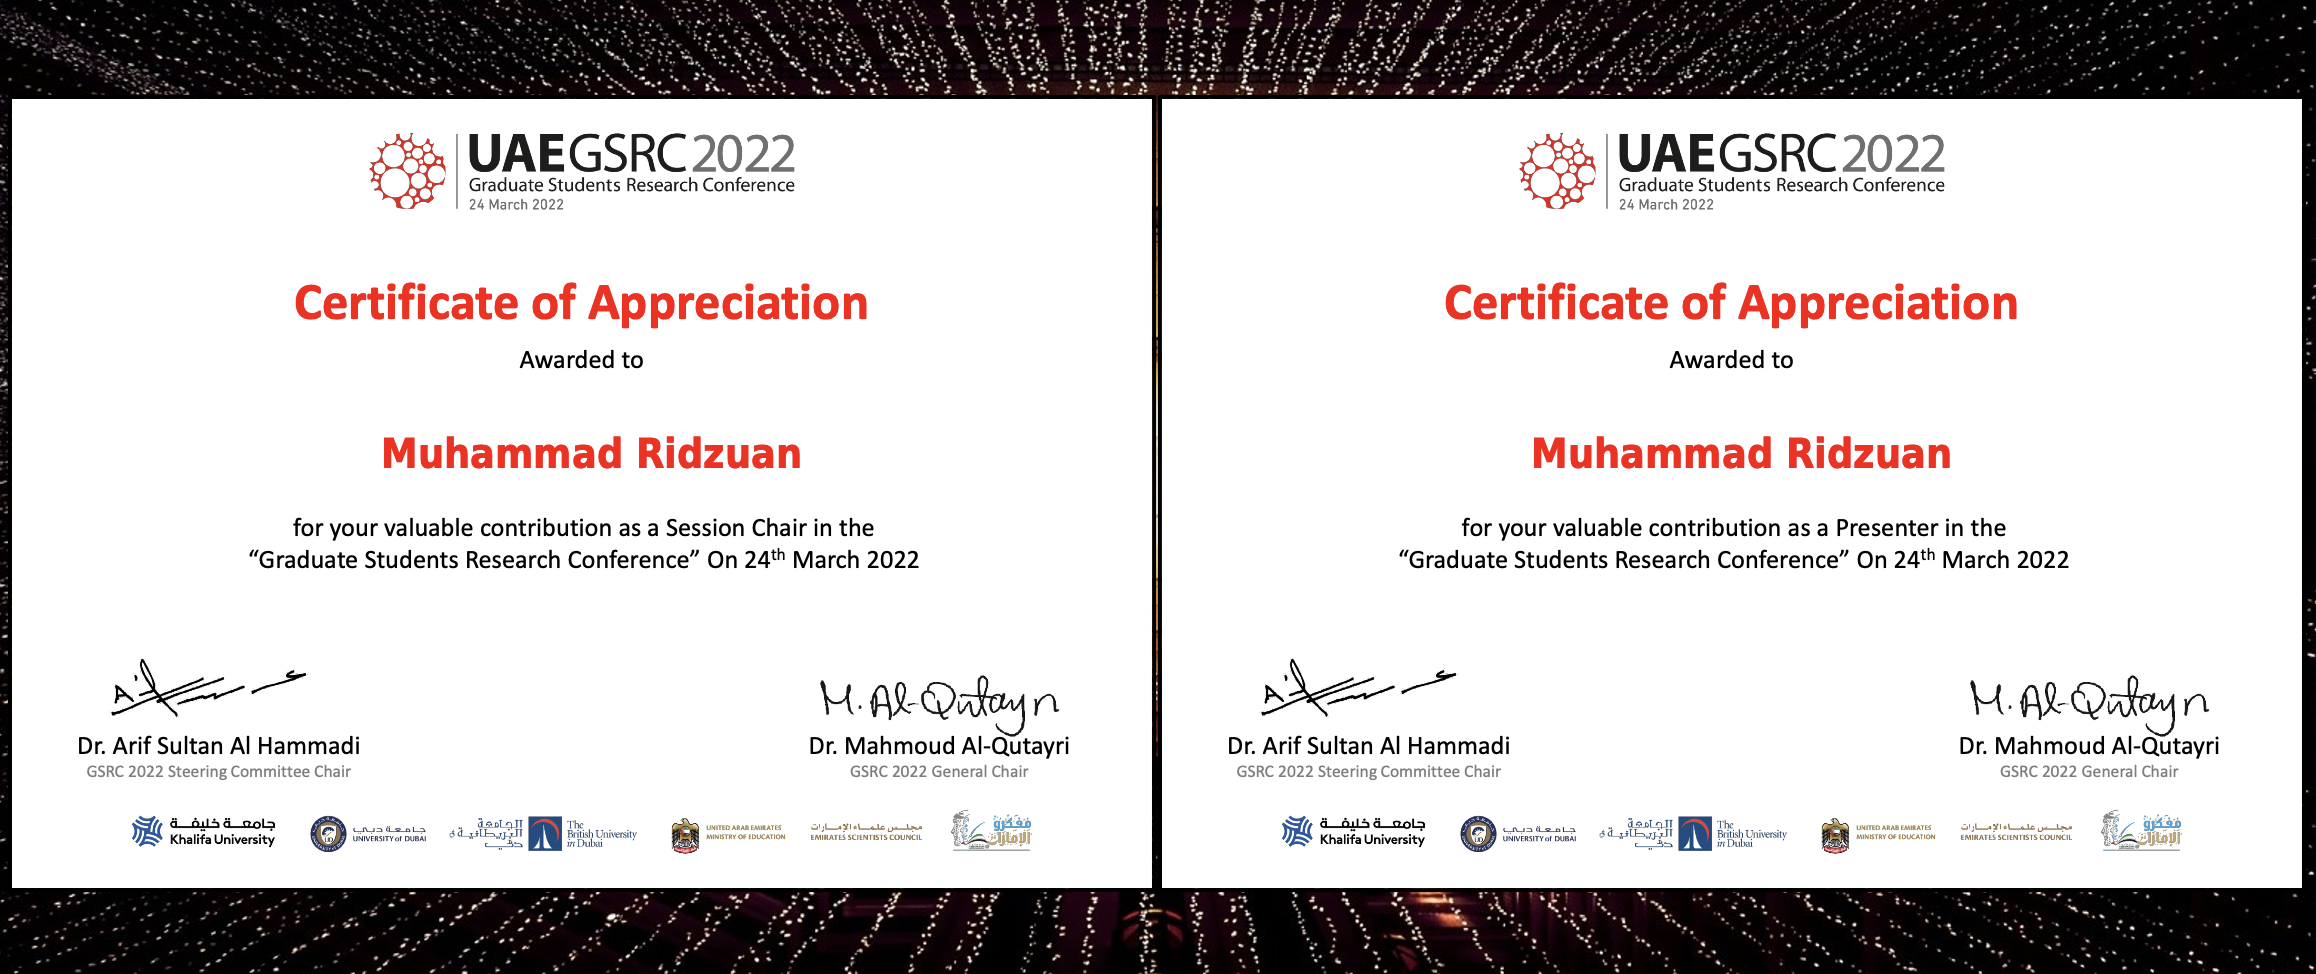 UAEGSRC2022
Graduate Students Research Conference
24 March 2022
Certificate of Appreciation
Awarded to
Muhammad Ridzuan
for your valuable contribution as a Session Chair in the
“Graduate Students Research Conference” On 24th March 2022
Dr. Arif Sultan Al Hammadi
GSRC 2022 Steering Committee Chair
M. Al-Qutayri
Dr. Mahmoud Al-Qutayri
GSRC 2022 General Chair
جامعة خليفة
Khalifa University
جامعة دبي
UNIVERSITY of DUBAI
الجامعة
البريطانية في
دبي
The
British University
in Dubai
UNITED ARAB EMIRATES
MINISTRY OF EDUCATION
مجلس علماء الإمارات
EMIRATES SCIENTISTS COUNCIL
مفكرو
الإمارات
UAEGSRC2022
Graduate Students Research Conference
24 March 2022
Certificate of Appreciation
Awarded to
Muhammad Ridzuan
for your valuable contribution as a Presenter in the
“Graduate Students Research Conference” On 24th March 2022
Dr. Arif Sultan Al Hammadi
GSRC 2022 Steering Committee Chair
M. Al-Qutayri
Dr. Mahmoud Al-Qutayri
GSRC 2022 General Chair
جامعة خليفة
Khalifa University
جامعة دبي
UNIVERSITY of DUBAI
الجامعة
البريطانية في
دبي
The
British University
in Dubai
UNITED ARAB EMIRATES
MINISTRY OF EDUCATION
مجلس علماء الإمارات
EMIRATES SCIENTISTS COUNCIL
مفكرو
الإمارات